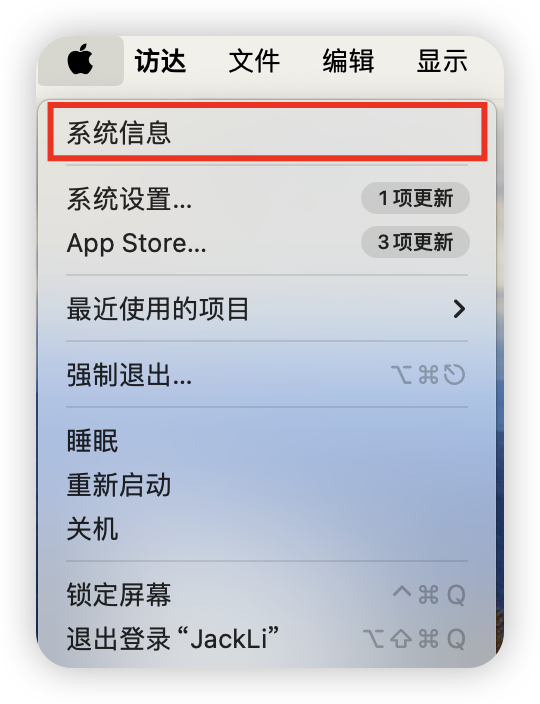 访达 文件 编辑 显示
系统信息
系统设置... 1项更新
App Store... 3项更新
最近使用的项目
强制退出... ⌥⌘⎋
睡眠
重新启动
关机
锁定屏幕 ^⌘Q
退出登录 “JackLi” ⌥⇧⌘Q